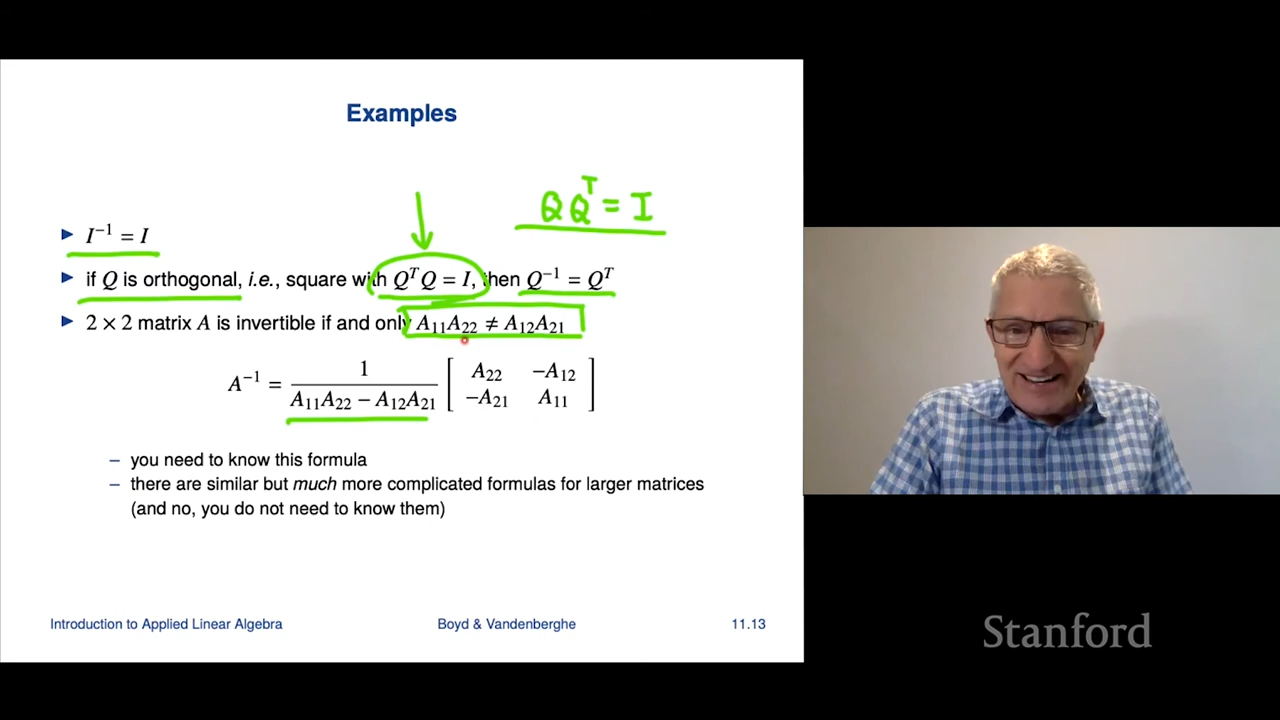 Examples
Q Qᵀ = I
▶ I⁻¹ = I
▶ if Q is orthogonal, i.e., square with QᵀQ = I, then Q⁻¹ = Qᵀ
▶ 2 × 2 matrix A is invertible if and only A₁₁A₂₂ ≠ A₁₂A₂₁
A⁻¹ = 1 / (A₁₁A₂₂ − A₁₂A₂₁) [ A₂₂ −A₁₂
−A₂₁ A₁₁ ]
– you need to know this formula
– there are similar but much more complicated formulas for larger matrices
(and no, you do not need to know them)
Introduction to Applied Linear Algebra Boyd & Vandenberghe 11.13
Stanford